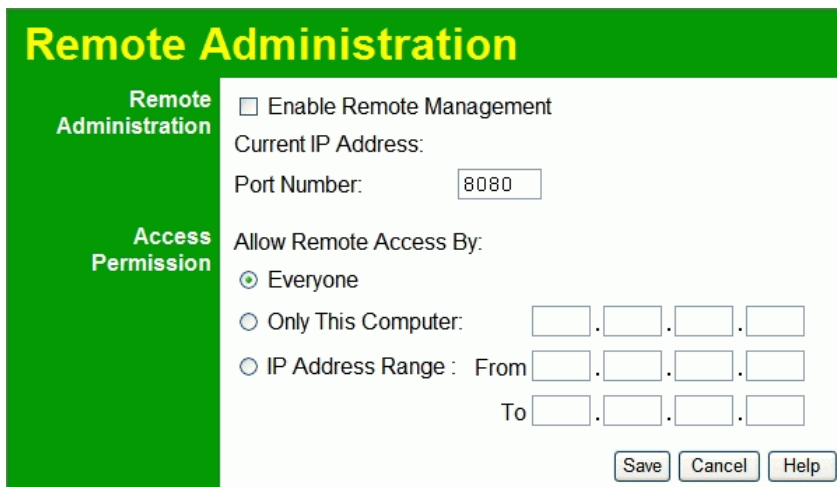 Remote Administration
Remote
Administration
Enable Remote Management
Current IP Address:
Port Number: 8080
Access
Permission
Allow Remote Access By:
Everyone
Only This Computer: . . .
IP Address Range : From . . .
To . . .
Save Cancel Help